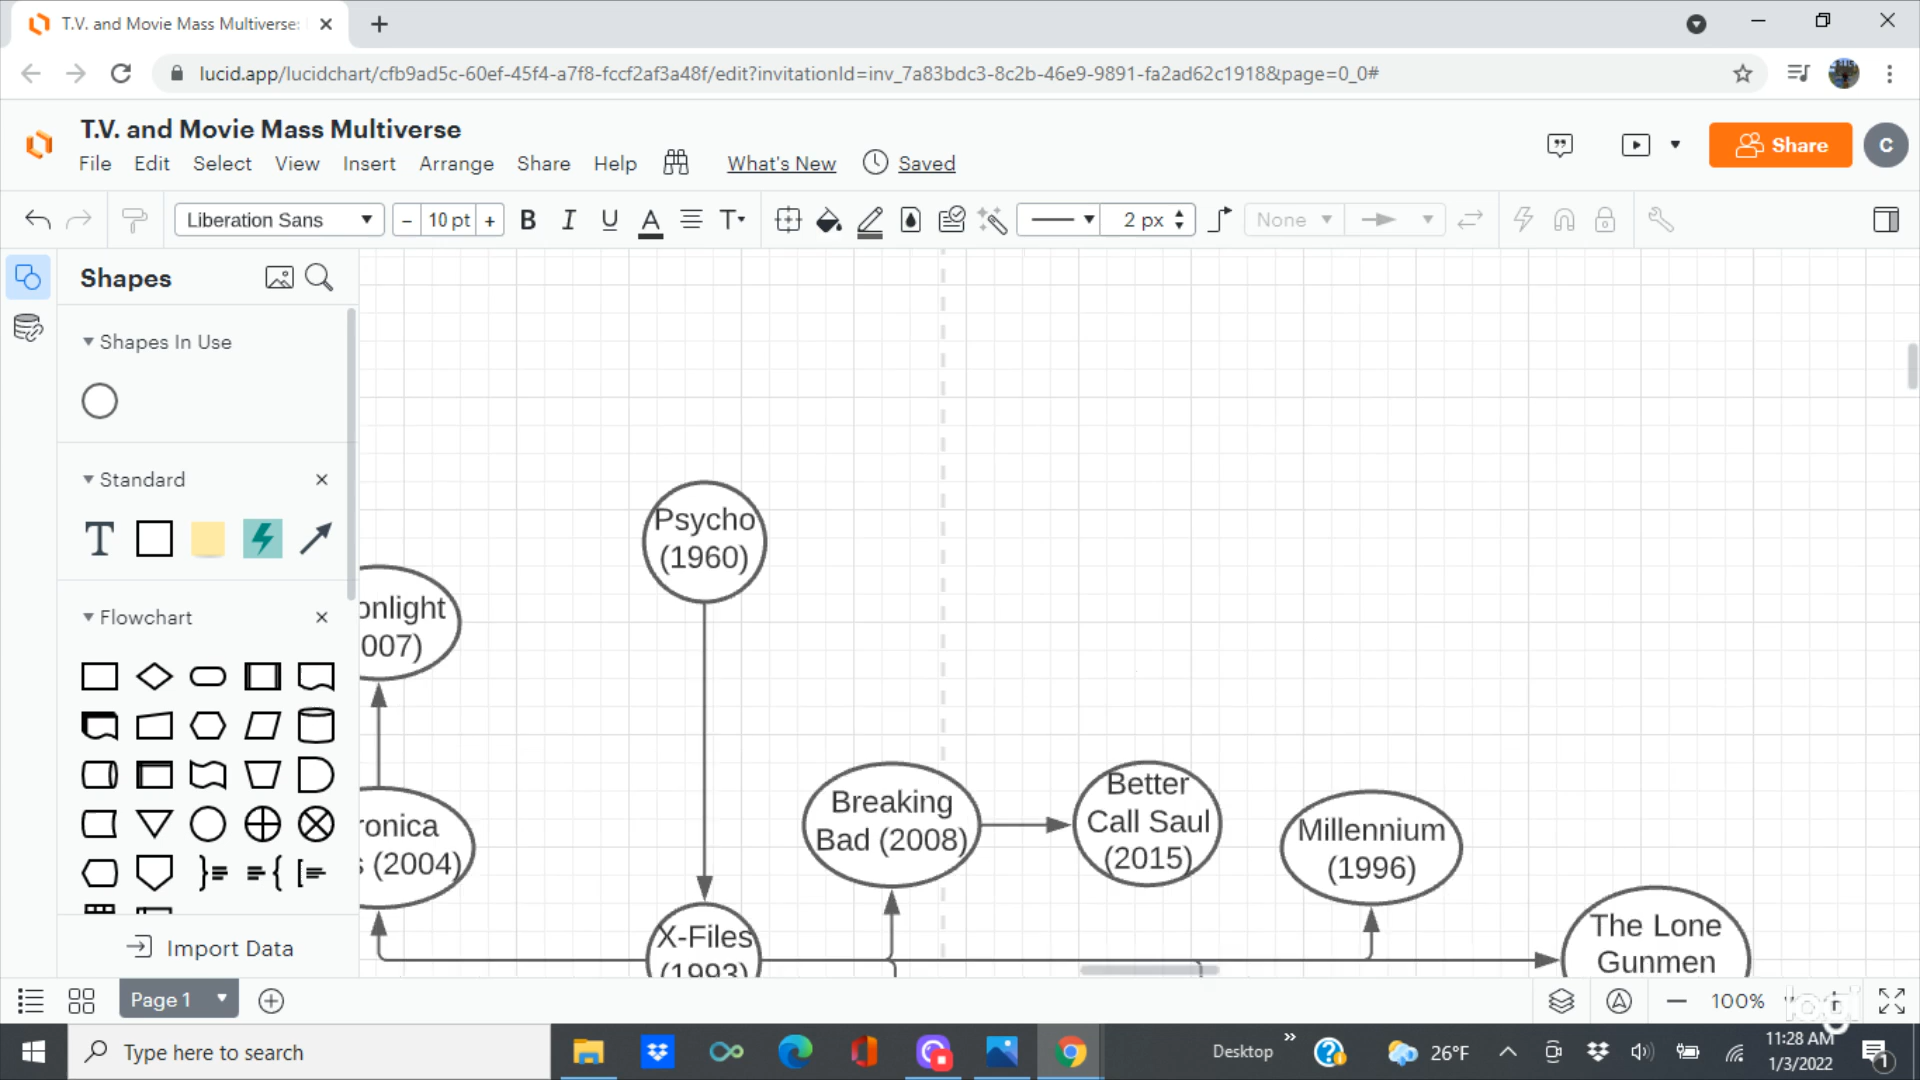 T.V. and Movie Mass Multiverse:
lucid.app/lucidchart/cfb9ad5c-60ef-45f4-a7f8-fccf2af3a48f/edit?invitationId=inv_7a83bdc3-8c2b-46e9-9891-fa2ad62c1918&page=0_0#
T.V. and Movie Mass Multiverse
File Edit Select View Insert Arrange Share Help What's New Saved
Share
C
Liberation Sans
- 10 pt +
B I U A T
2 px
None
Shapes
Shapes In Use
Standard
T
Flowchart
Import Data
Psycho
(1960)
onlight
007)
Breaking
Bad (2008)
Better
Call Saul
(2015)
Millennium
(1996)
ronica
s (2004)
X-Files
(1993)
The Lone
Gunmen
Page 1
100%
logi
Type here to search
Desktop
26°F
11:28 AM
1/3/2022
1